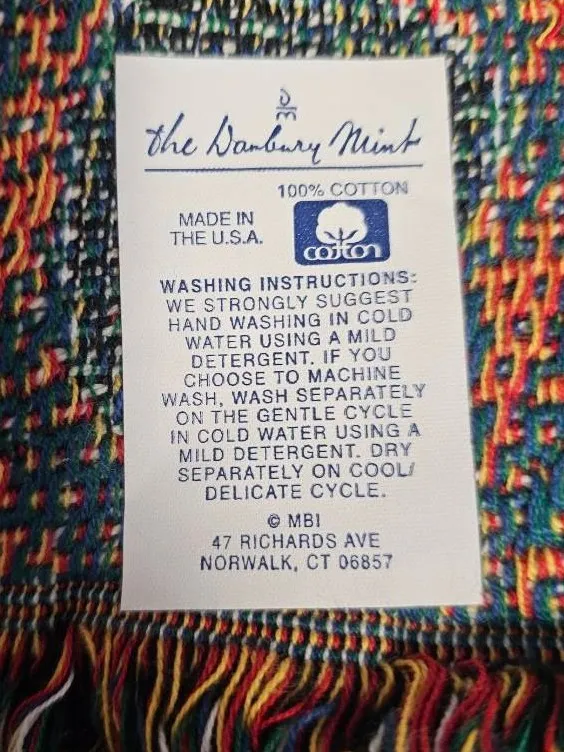 D
M
the Danbury Mint
100% COTTON
MADE IN
THE U.S.A.
cotton
WASHING INSTRUCTIONS:
WE STRONGLY SUGGEST
HAND WASHING IN COLD
WATER USING A MILD
DETERGENT. IF YOU
CHOOSE TO MACHINE
WASH, WASH SEPARATELY
ON THE GENTLE CYCLE
IN COLD WATER USING A
MILD DETERGENT. DRY
SEPARATELY ON COOL/
DELICATE CYCLE.
© MBI
47 RICHARDS AVE
NORWALK, CT 06857